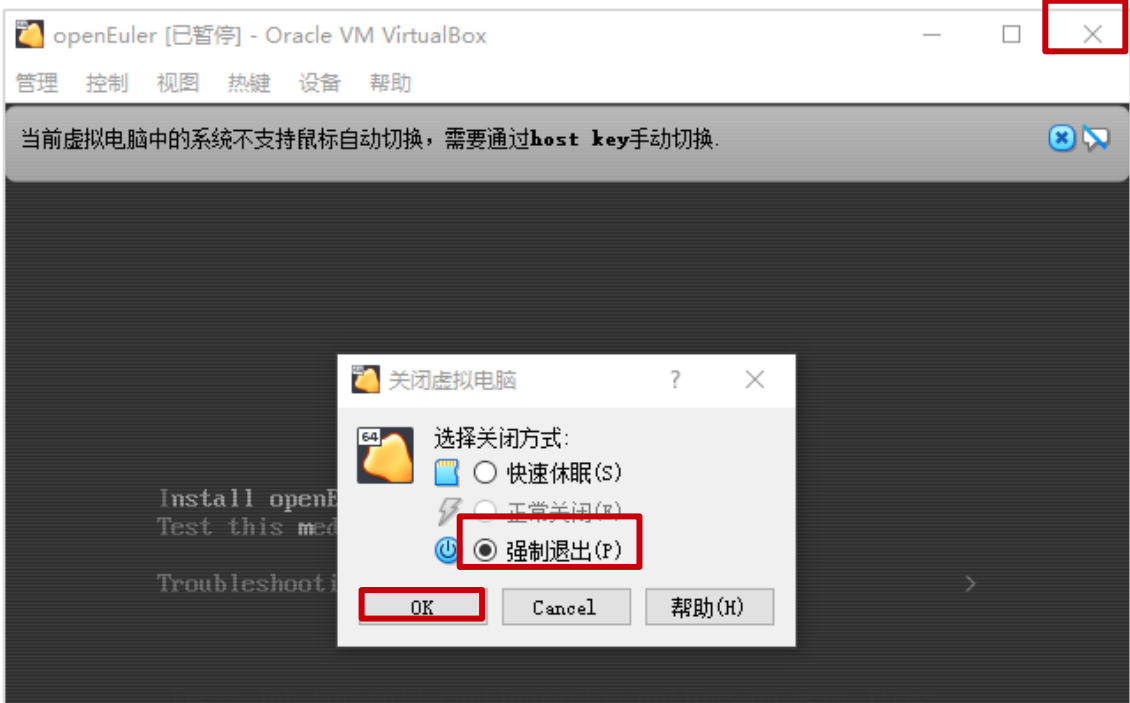 openEuler [已暂停] - Oracle VM VirtualBox
管理 控制 视图 热键 设备 帮助
当前虚拟电脑中的系统不支持鼠标自动切换，需要通过host key手动切换.
关闭虚拟电脑
64
选择关闭方式:
快速休眠(S)
正常关闭
强制退出(P)
Install openE
Test this med
Troubleshooti >
OK Cancel 帮助(H)